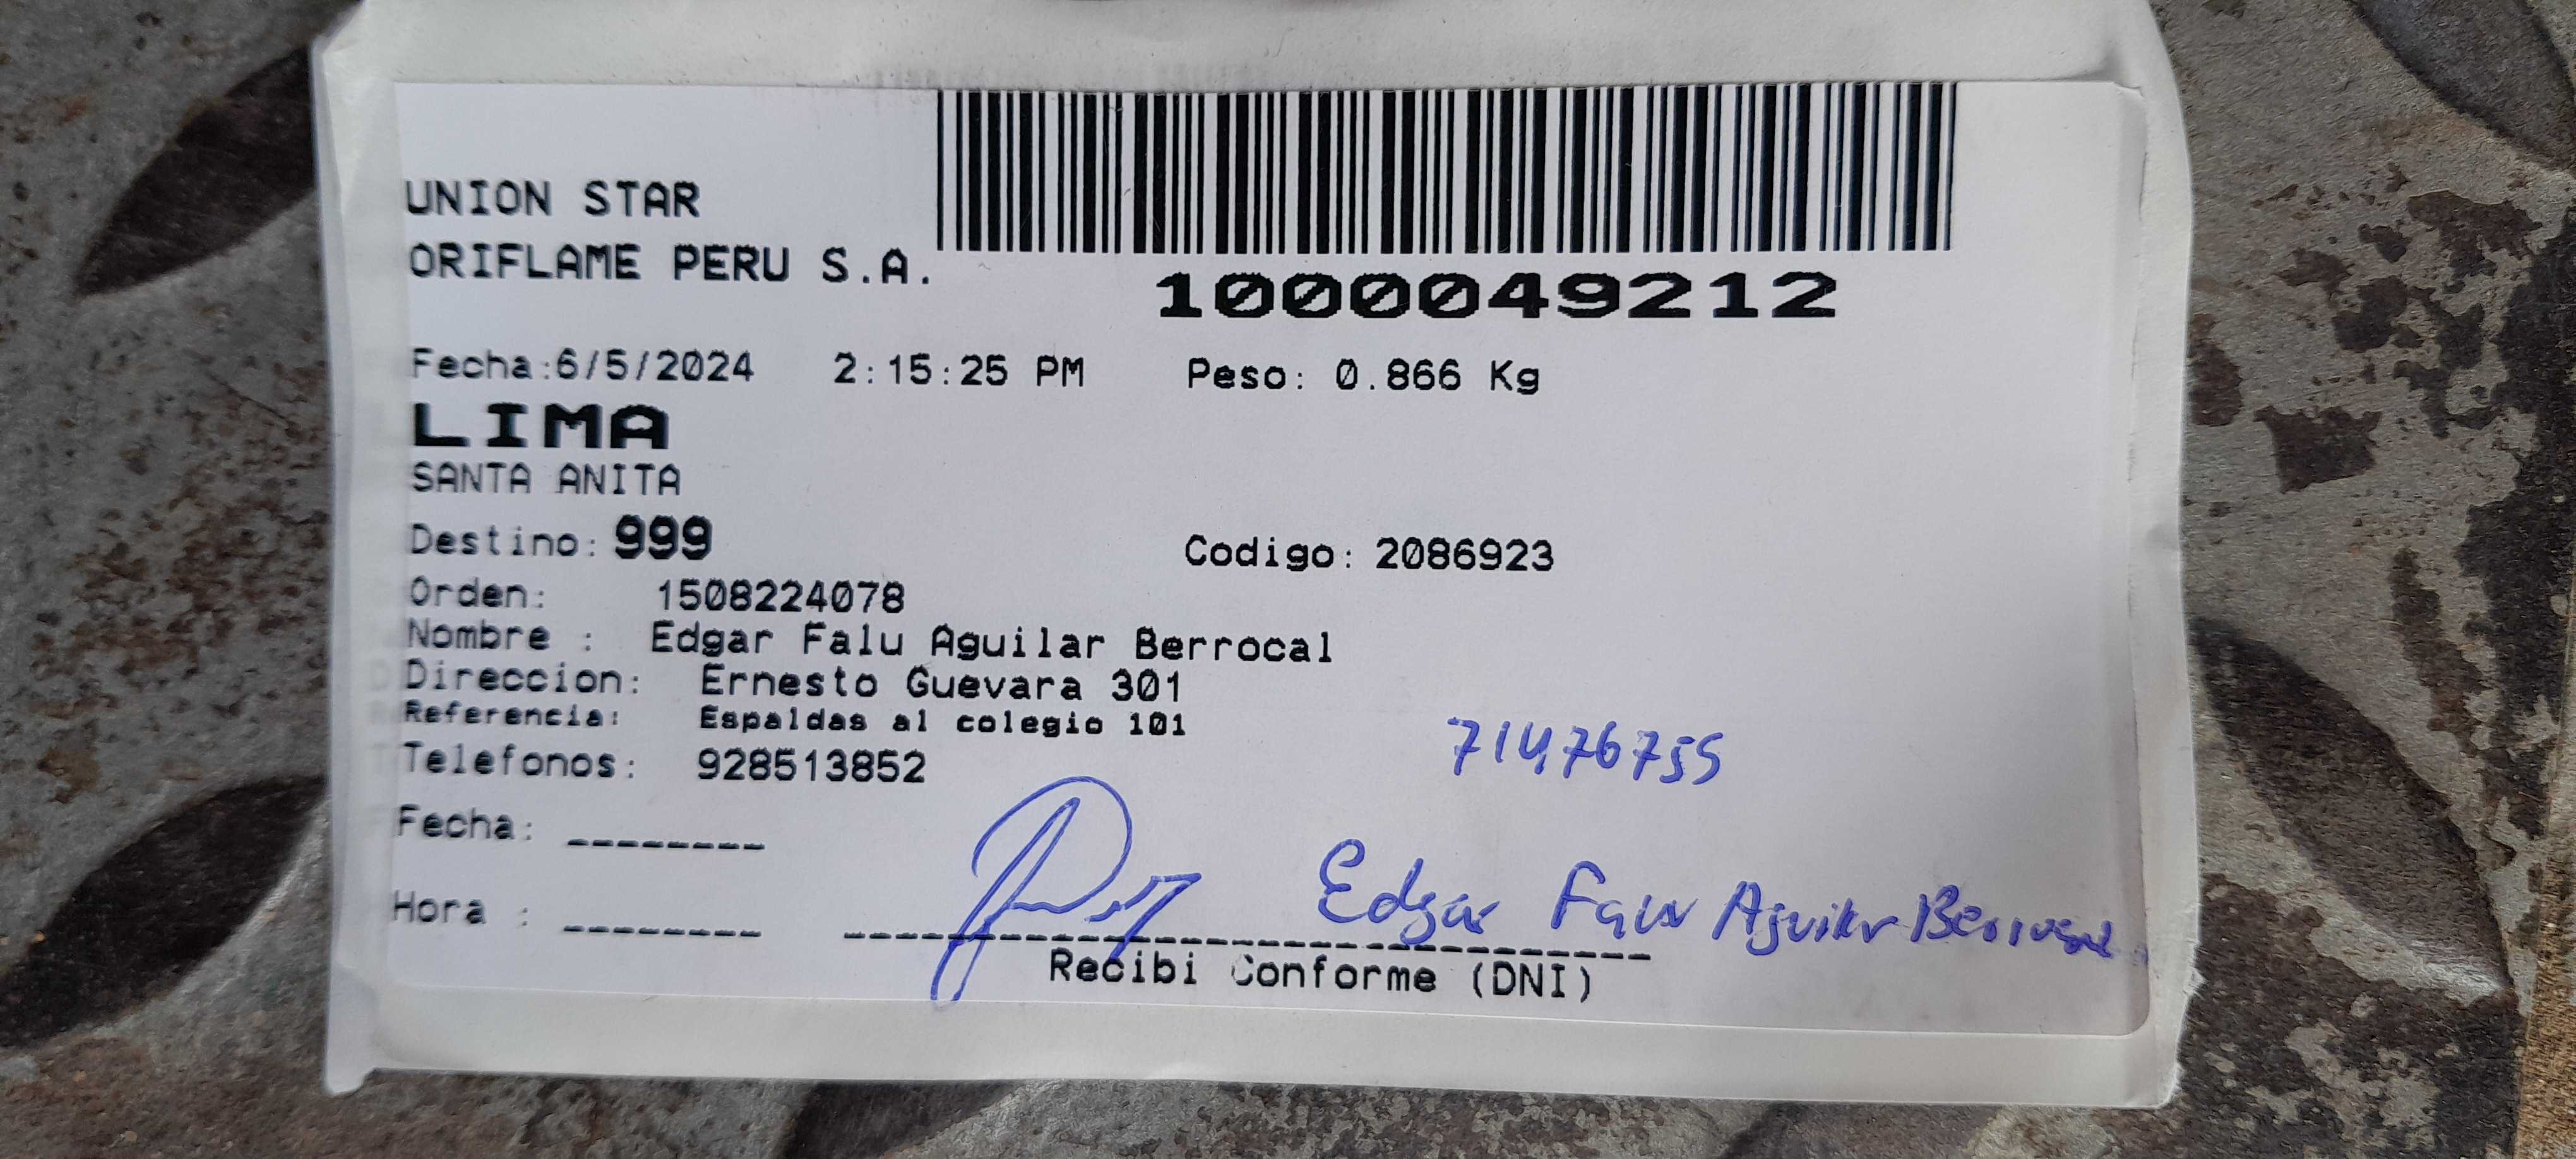 UNION STAR
ORIFLAME PERU S.A.
1000049212
Fecha:6/5/2024 2:15:25 PM Peso: 0.866 Kg
LIMA
SANTA ANITA
Destino: 999 Codigo: 2086923
Orden: 1508224078
Nombre : Edgar Falu Aguilar Berrocal
Direccion: Ernesto Guevara 301
Referencia: Espaldas al colegio 101
Telefonos: 928513852
71476755
Fecha: ________
Edgar Falu Aguilar Berrocal
Hora : ________
Recibi Conforme (DNI)